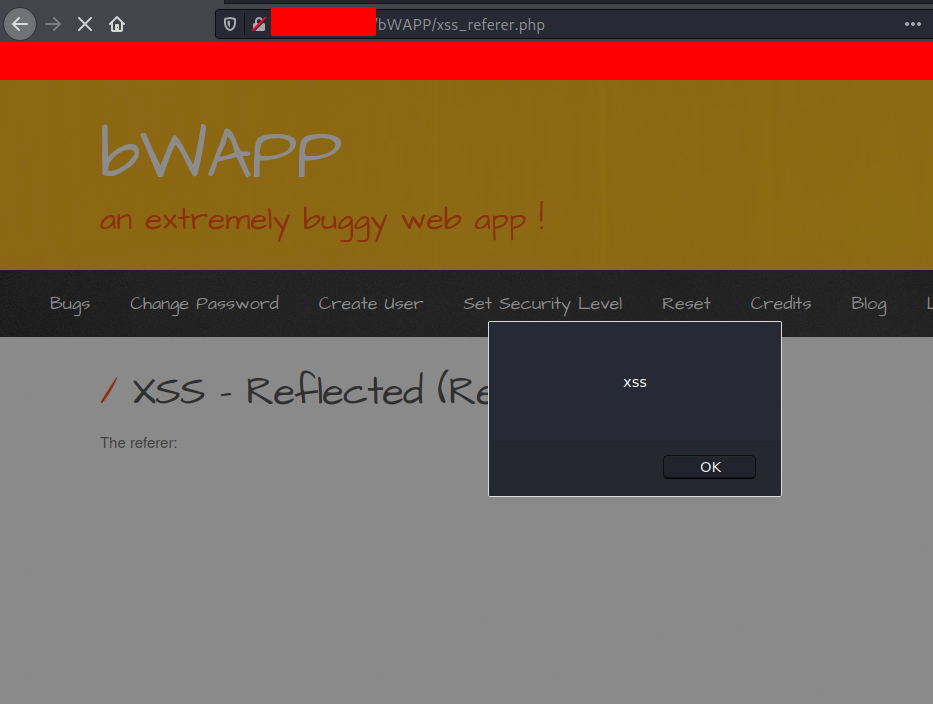 /bWAPP/xss_referer.php
bWAPP
an extremely buggy web app !
Bugs Change Password Create User Set Security Level Reset Credits Blog
/ XSS - Reflected (Re
xss
The referer:
OK